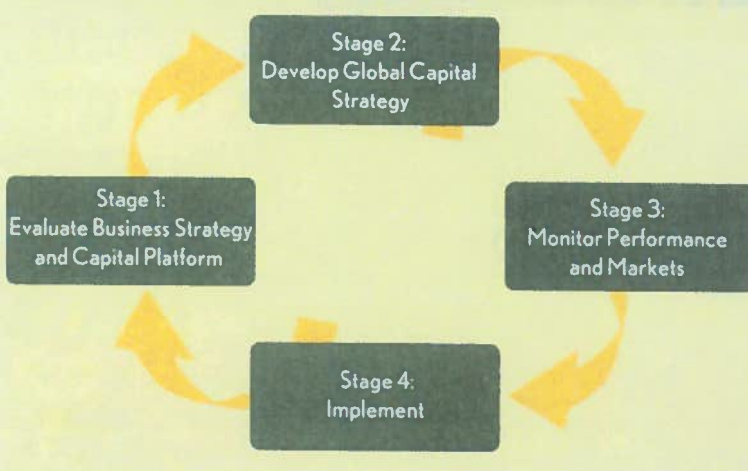 Stage 1:
Evaluate Business Strategy
and Capital Platform
Stage 2:
Develop Global Capital
Strategy
Stage 3:
Monitor Performance
and Markets
Stage 4:
Implement